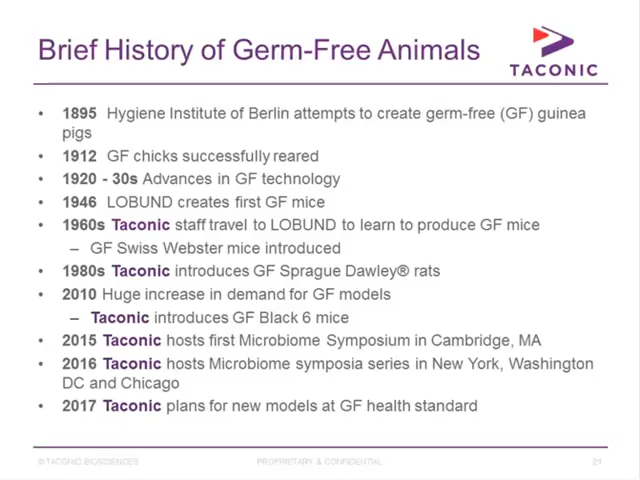 Brief History of Germ-Free Animals
TACONIC
• 1895 Hygiene Institute of Berlin attempts to create germ-free (GF) guinea
pigs
• 1912 GF chicks successfully reared
• 1920 - 30s Advances in GF technology
• 1946 LOBUND creates first GF mice
• 1960s Taconic staff travel to LOBUND to learn to produce GF mice
– GF Swiss Webster mice introduced
• 1980s Taconic introduces GF Sprague Dawley® rats
• 2010 Huge increase in demand for GF models
– Taconic introduces GF Black 6 mice
• 2015 Taconic hosts first Microbiome Symposium in Cambridge, MA
• 2016 Taconic hosts Microbiome symposia series in New York, Washington
DC and Chicago
• 2017 Taconic plans for new models at GF health standard
© TACONIC BIOSCIENCES PROPRIETARY & CONFIDENTIAL 21